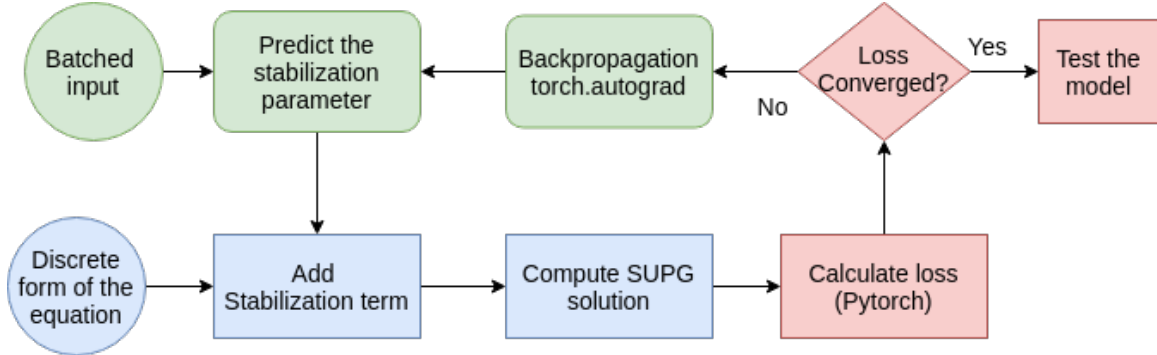 Batched
input
Predict the
stabilization
parameter
Backpropagation
torch.autograd
Loss
Converged?
Yes
No
Test the
model
Discrete
form of the
equation
Add
Stabilization term
Compute SUPG
solution
Calculate loss
(Pytorch)